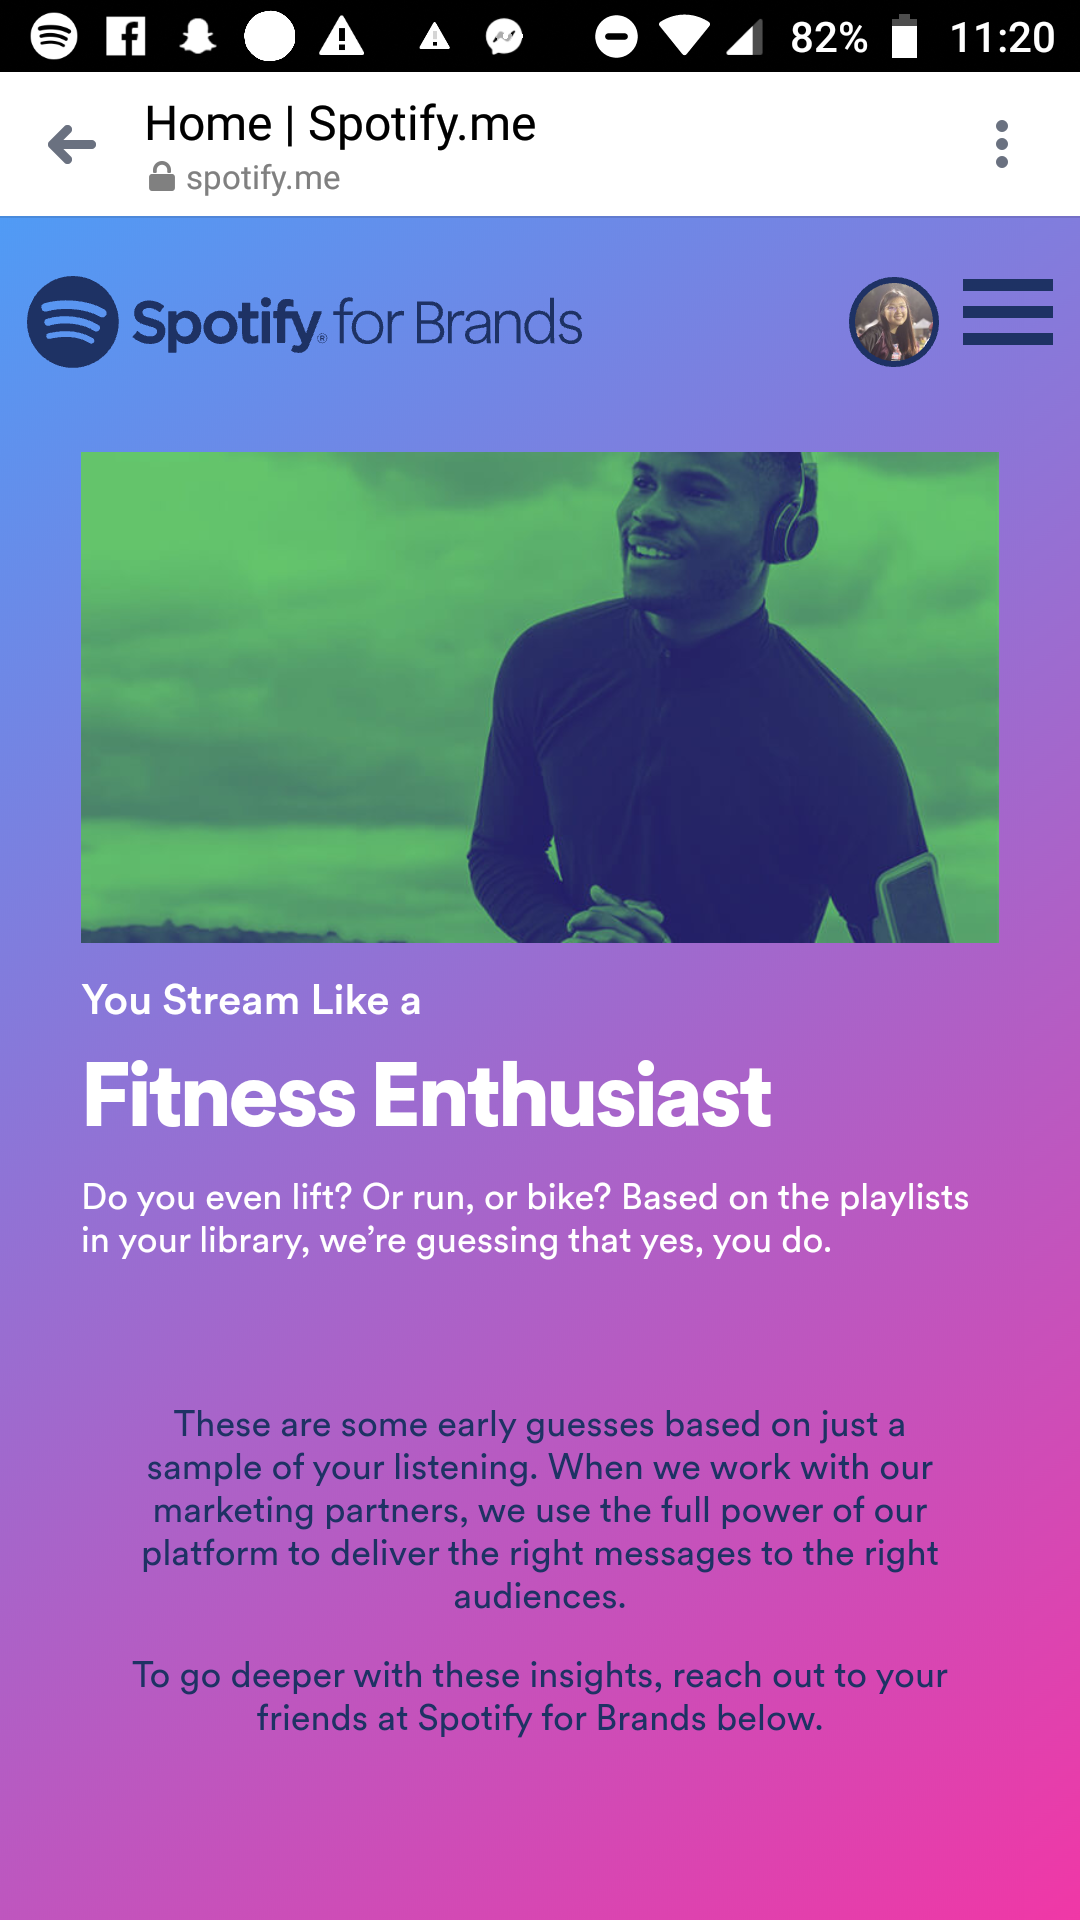 82% 11:20
Home | Spotify.me
spotify.me
Spotify® for Brands
You Stream Like a
Fitness Enthusiast
Do you even lift? Or run, or bike? Based on the playlists
in your library, we’re guessing that yes, you do.
These are some early guesses based on just a
sample of your listening. When we work with our
marketing partners, we use the full power of our
platform to deliver the right messages to the right
audiences.
To go deeper with these insights, reach out to your
friends at Spotify for Brands below.